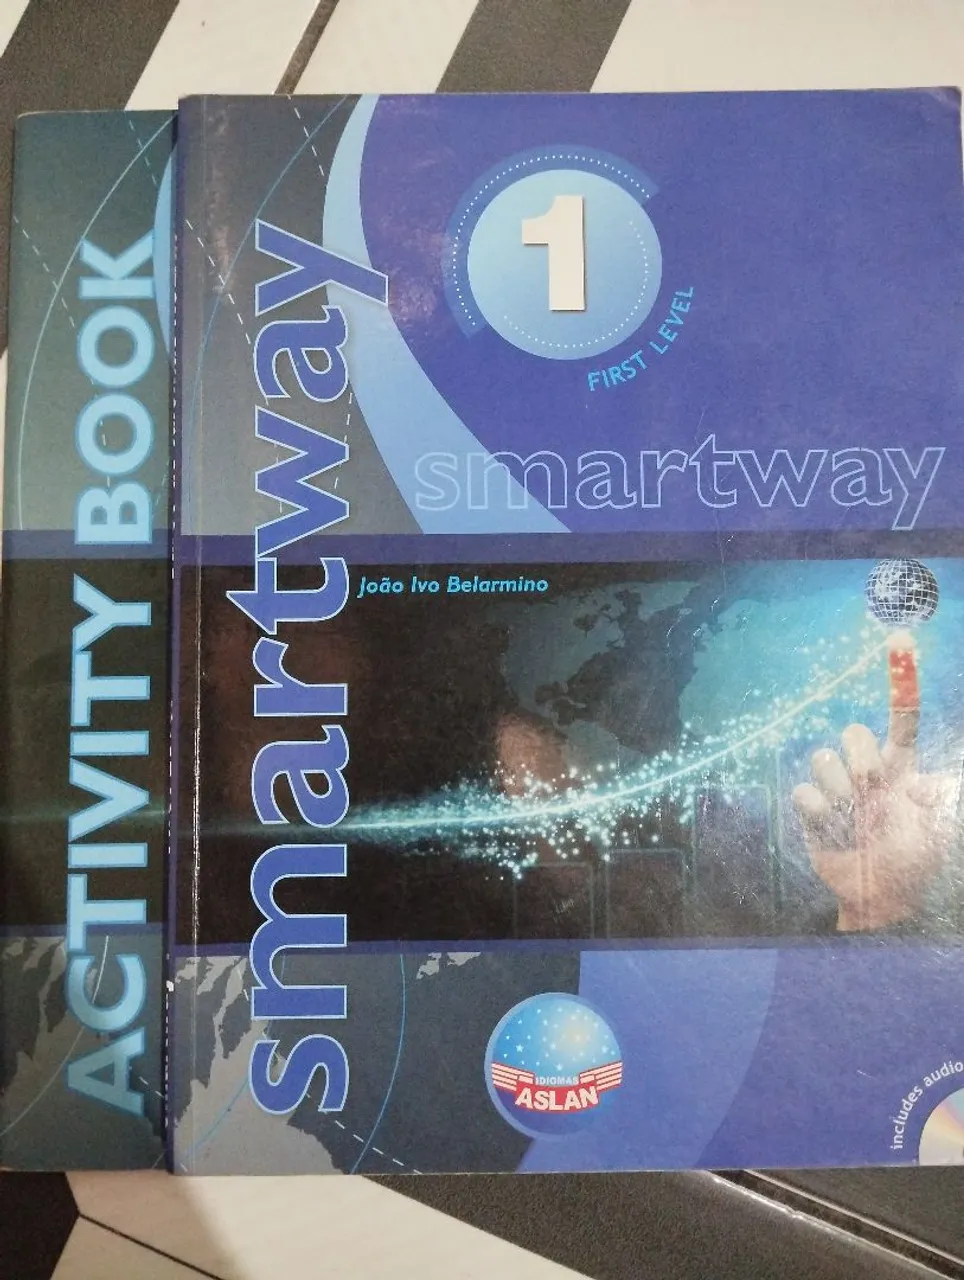 ACTIVITY BOOK
smartway
1
FIRST LEVEL
smartway
João Ivo Belarmino
IDIOMAS
ASLAN
includes audio